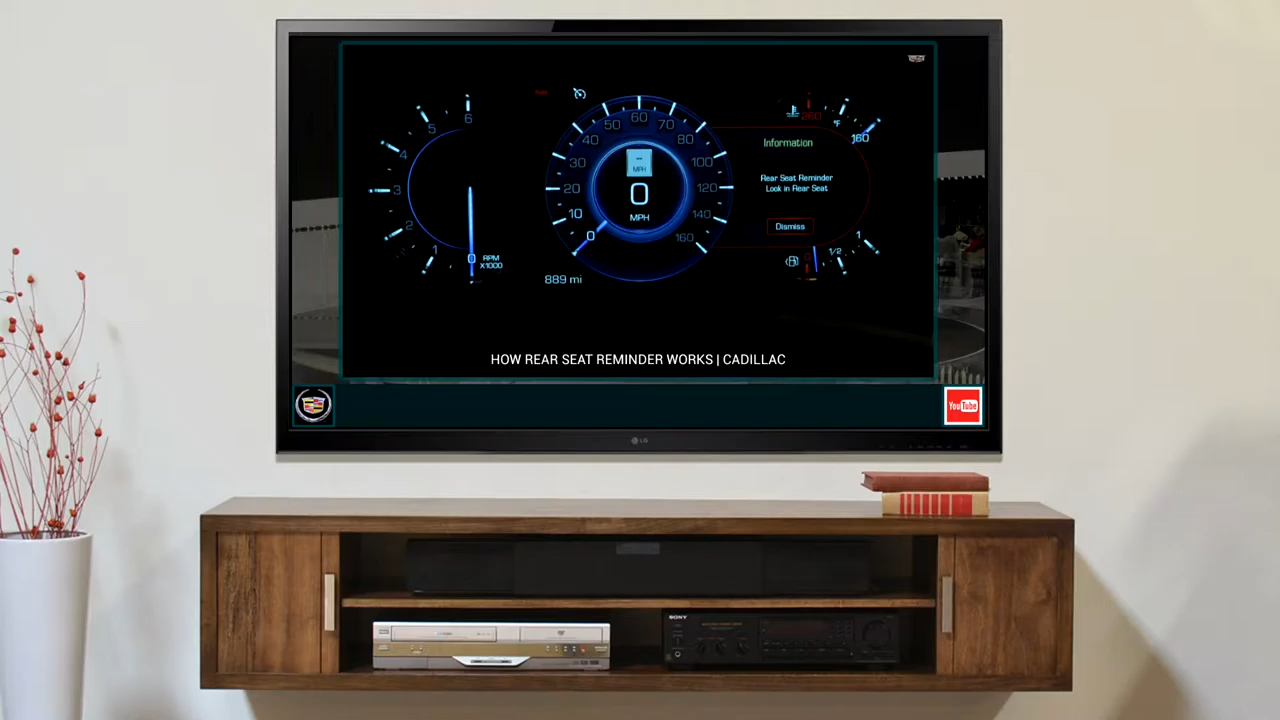 6
5
4
3
2
1
0
RPM
X1000
60
50
70
40
80
30
100
20
120
10
140
0
160
MPH
0
MPH
889 mi
260
°F
160
Information
Rear Seat Reminder
Look in Rear Seat
Dismiss
0
1/2
1
HOW REAR SEAT REMINDER WORKS | CADILLAC
YouTube
LG
SONY